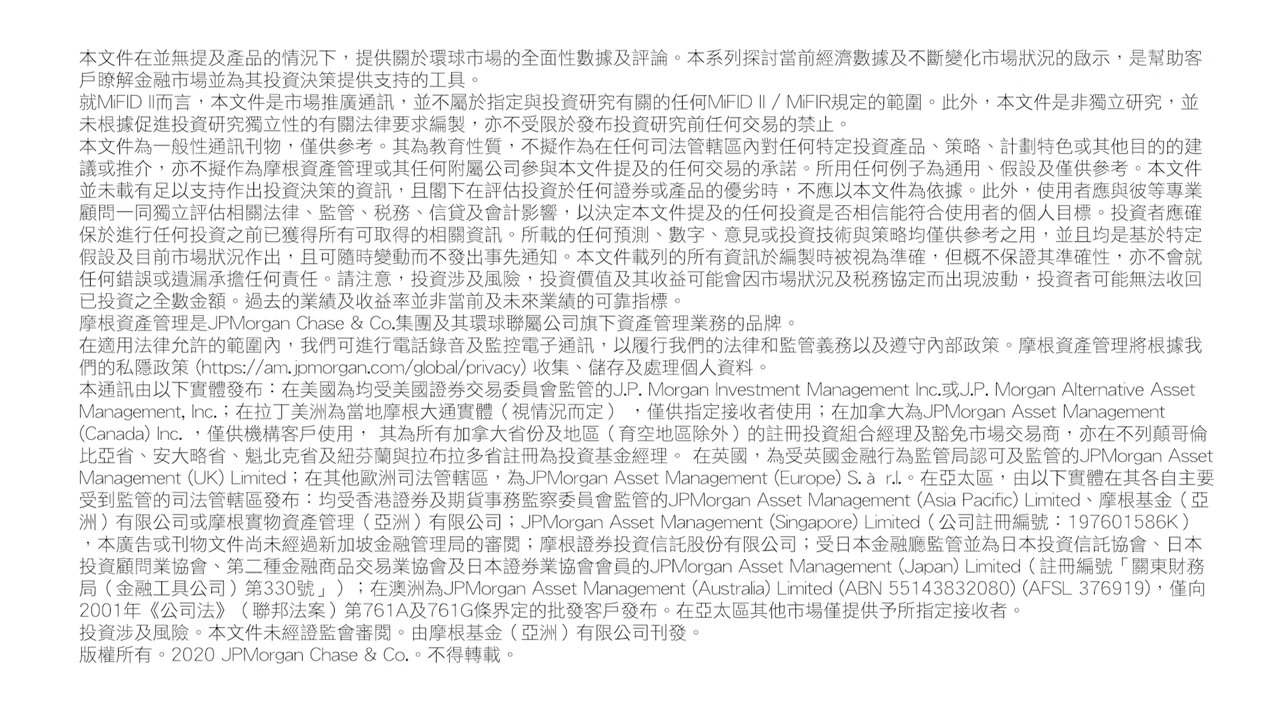 本文件在並無提及產品的情況下，提供關於環球市場的全面性數據及評論。本系列探討當前經濟數據及不斷變化市場狀況的啟示，是幫助客
戶瞭解金融市場並為其投資決策提供支持的工具。
就MiFID II而言，本文件是市場推廣通訊，並不屬於指定與投資研究有關的任何MiFID II / MiFIR規定的範圍。此外，本文件是非獨立研究，並
未根據促進投資研究獨立性的有關法律要求編製，亦不受限於發布投資研究前任何交易的禁止。
本文件為一般性通訊刊物，僅供參考。其為教育性質，不擬作為在任何司法管轄區內對任何特定投資產品、策略、計劃特色或其他目的的建
議或推介，亦不擬作為摩根資產管理或其任何附屬公司參與本文件提及的任何交易的承諾。所用任何例子為通用、假設及僅供參考。本文件
並未載有足以支持作出投資決策的資訊，且閣下在評估投資於任何證券或產品的優劣時，不應以本文件為依據。此外，使用者應與彼等專業
顧問一同獨立評估相關法律、監管、稅務、信貸及會計影響，以決定本文件提及的任何投資是否相信能符合使用者的個人目標。投資者應確
保於進行任何投資之前已獲得所有可取得的相關資訊。所載的任何預測、數字、意見或投資技術與策略均僅供參考之用，並且均是基於特定
假設及目前市場狀況作出，且可隨時變動而不發出事先通知。本文件載列的所有資訊於編製時被視為準確，但概不保證其準確性，亦不會就
任何錯誤或遺漏承擔任何責任。請注意，投資涉及風險，投資價值及其收益可能會因市場狀況及稅務協定而出現波動，投資者可能無法收回
已投資之全數金額。過去的業績及收益率並非當前及未來業績的可靠指標。
摩根資產管理是JPMorgan Chase & Co.集團及其環球聯屬公司旗下資產管理業務的品牌。
在適用法律允許的範圍內，我們可進行電話錄音及監控電子通訊，以履行我們的法律和監管義務以及遵守內部政策。摩根資產管理將根據我
們的私隱政策 (https://am.jpmorgan.com/global/privacy) 收集、儲存及處理個人資料。
本通訊由以下實體發布：在美國為均受美國證券交易委員會監管的J.P. Morgan Investment Management Inc.或J.P. Morgan Alternative Asset
Management, Inc.；在拉丁美洲為當地摩根大通實體（視情況而定） ，僅供指定接收者使用；在加拿大為JPMorgan Asset Management
(Canada) Inc. ，僅供機構客戶使用， 其為所有加拿大省份及地區（育空地區除外）的註冊投資組合經理及豁免市場交易商，亦在不列顛哥倫
比亞省、安大略省、魁北克省及紐芬蘭與拉布拉多省註冊為投資基金經理。 在英國，為受英國金融行為監管局認可及監管的JPMorgan Asset
Management (UK) Limited；在其他歐洲司法管轄區，為JPMorgan Asset Management (Europe) S. à r.l.。在亞太區，由以下實體在其各自主要
受到監管的司法管轄區發布：均受香港證券及期貨事務監察委員會監管的JPMorgan Asset Management (Asia Pacific) Limited、摩根基金（亞
洲）有限公司或摩根實物資產管理（亞洲）有限公司；JPMorgan Asset Management (Singapore) Limited（公司註冊編號：197601586K）
，本廣告或刊物文件尚未經過新加坡金融管理局的審閱；摩根證券投資信託股份有限公司；受日本金融廳監管並為日本投資信託協會、日本
投資顧問業協會、第二種金融商品交易業協會及日本證券業協會會員的JPMorgan Asset Management (Japan) Limited（註冊編號「關東財務
局（金融工具公司）第330號」）；在澳洲為JPMorgan Asset Management (Australia) Limited (ABN 55143832080) (AFSL 376919)，僅向
2001年《公司法》（聯邦法案）第761A及761G條界定的批發客戶發布。在亞太區其他市場僅提供予所指定接收者。
投資涉及風險。本文件未經證監會審閱。由摩根基金（亞洲）有限公司刊發。
版權所有。2020 JPMorgan Chase & Co.。不得轉載。